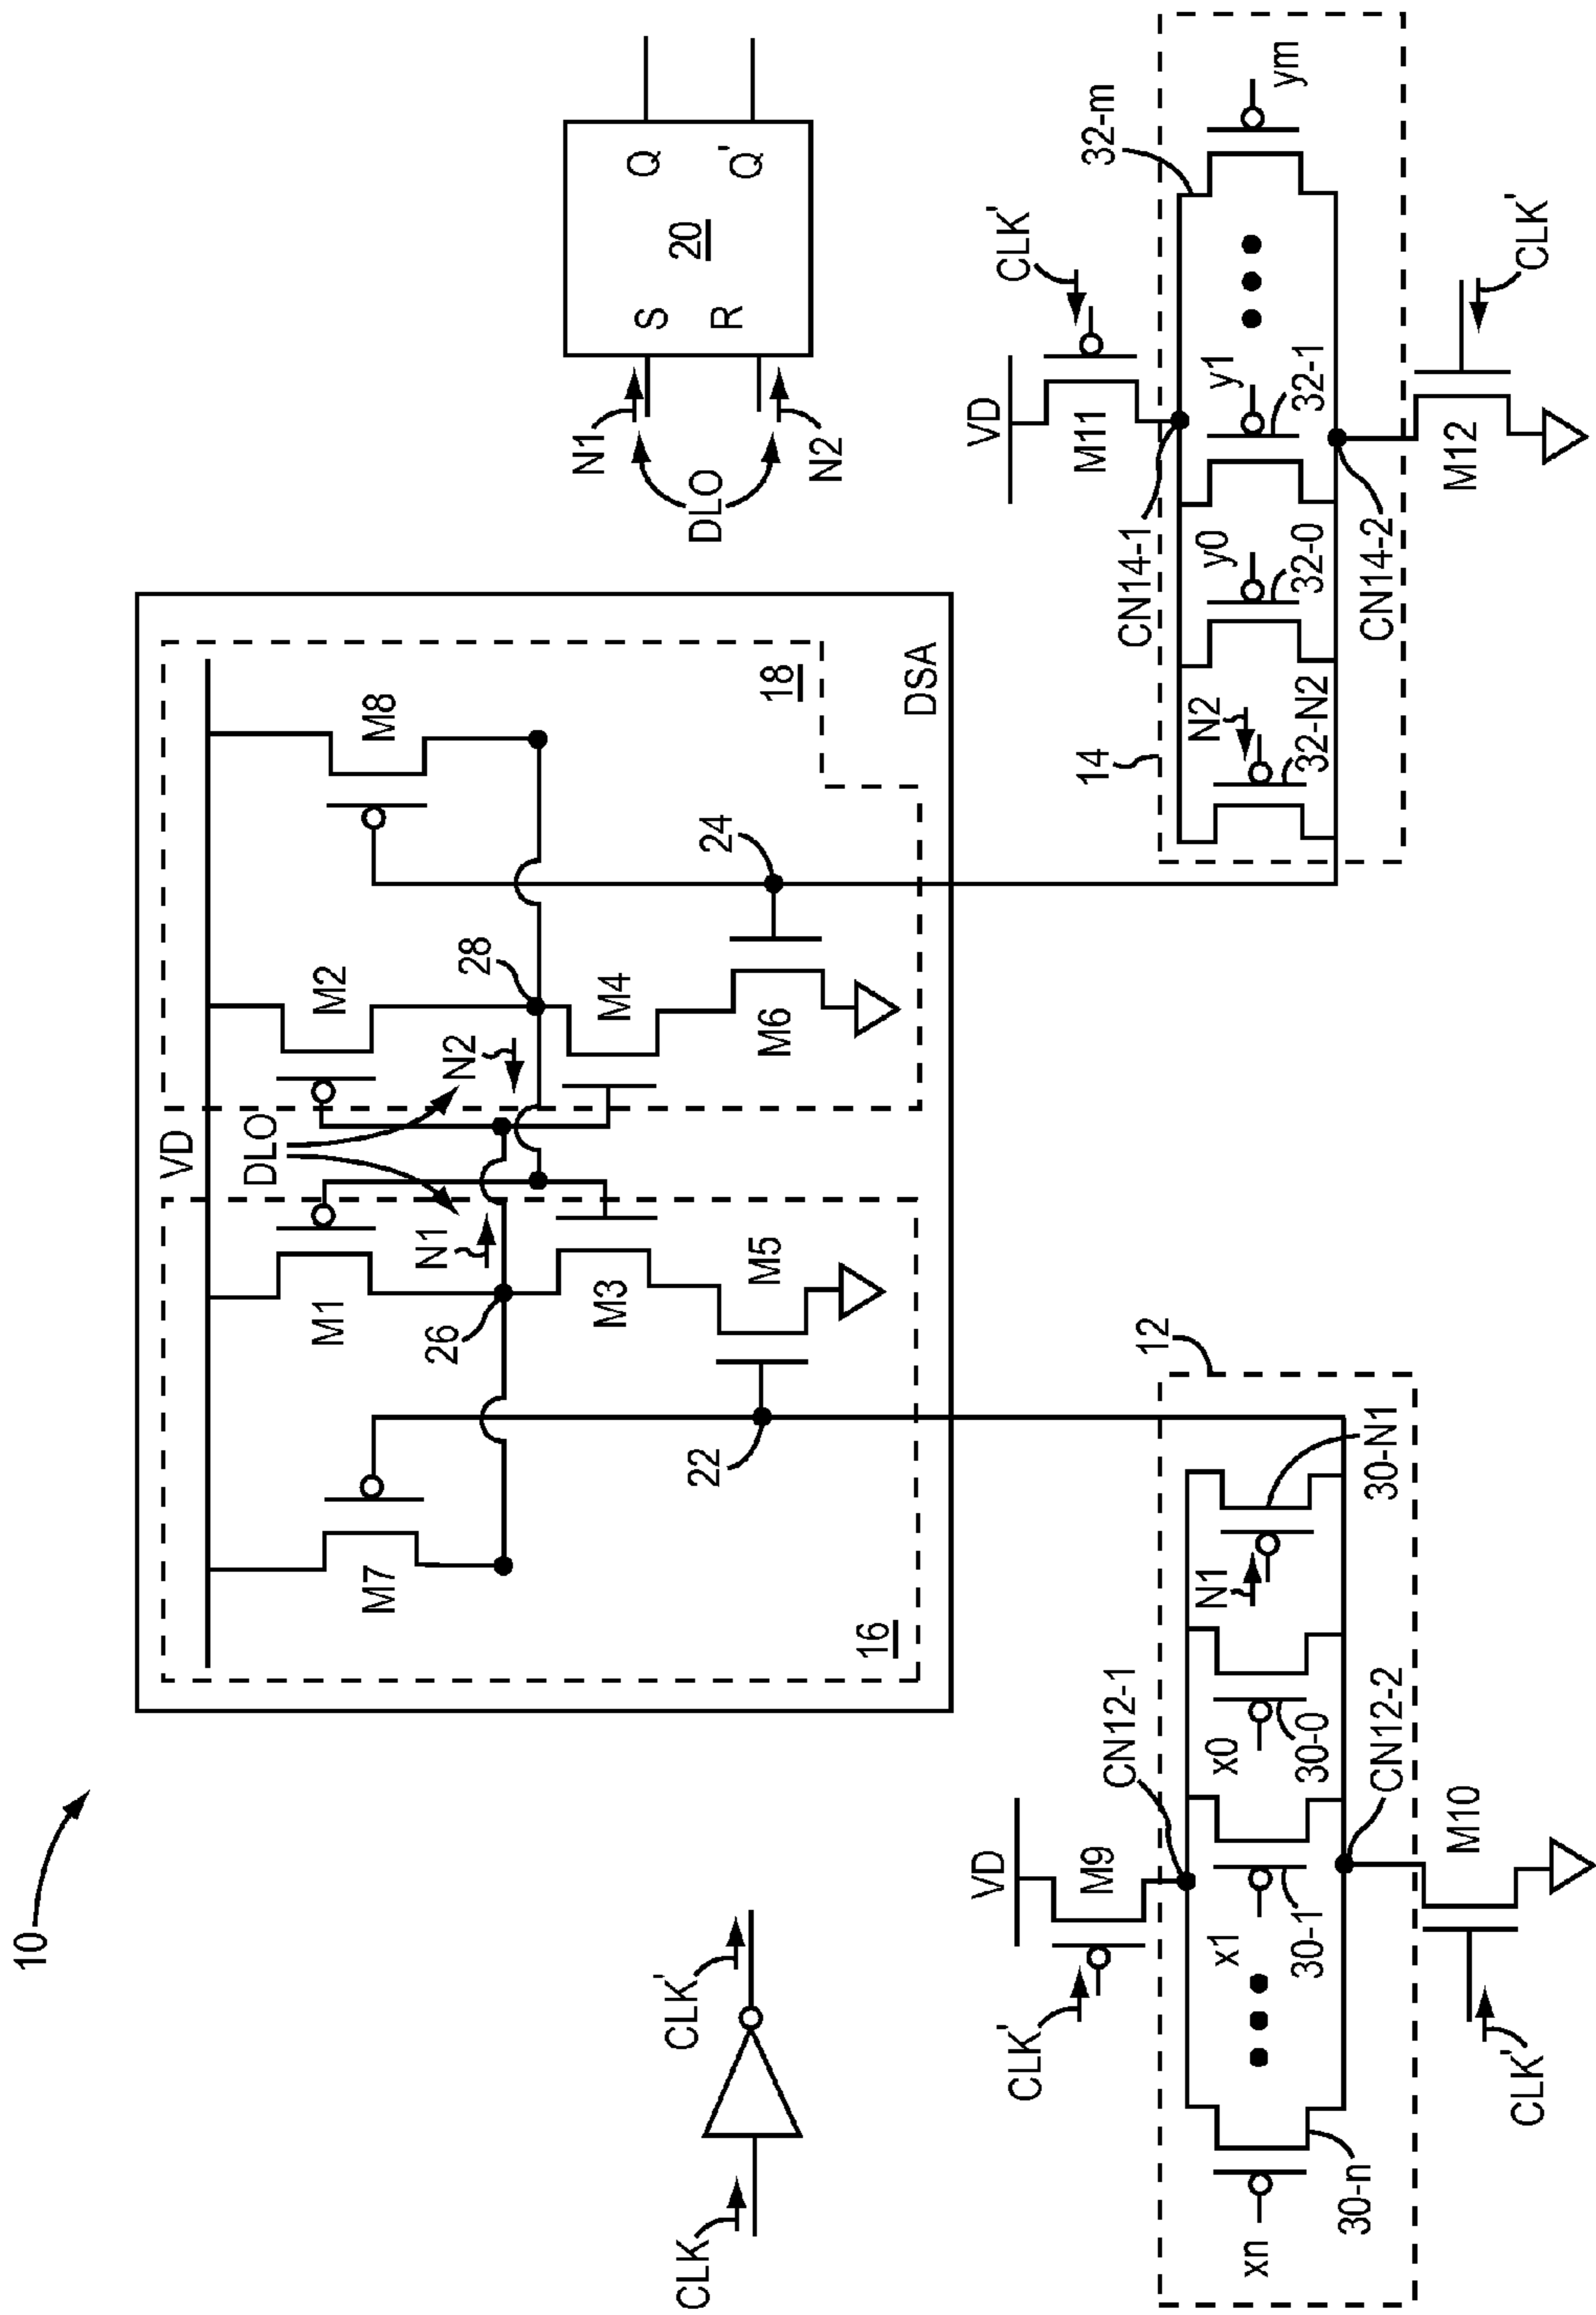 10
VD
DLO
N1
N2
M7
M1
M2
M8
26
28
M3
M4
M5
M6
22
24
16
18
DSA
N1
DLO
N2
S
R
20
Q
Q'
CLK
CLK'
VD
CLK'
M9
CN12-1
12
xn
x1
x0
N1
30-n
30-1
30-0
30-N1
CN12-2
M10
CLK'
VD
M11
CLK'
CN14-1
14
N2
y0
y1
ym
32-N2
32-0
32-1
32-m
CN14-2
M12
CLK'